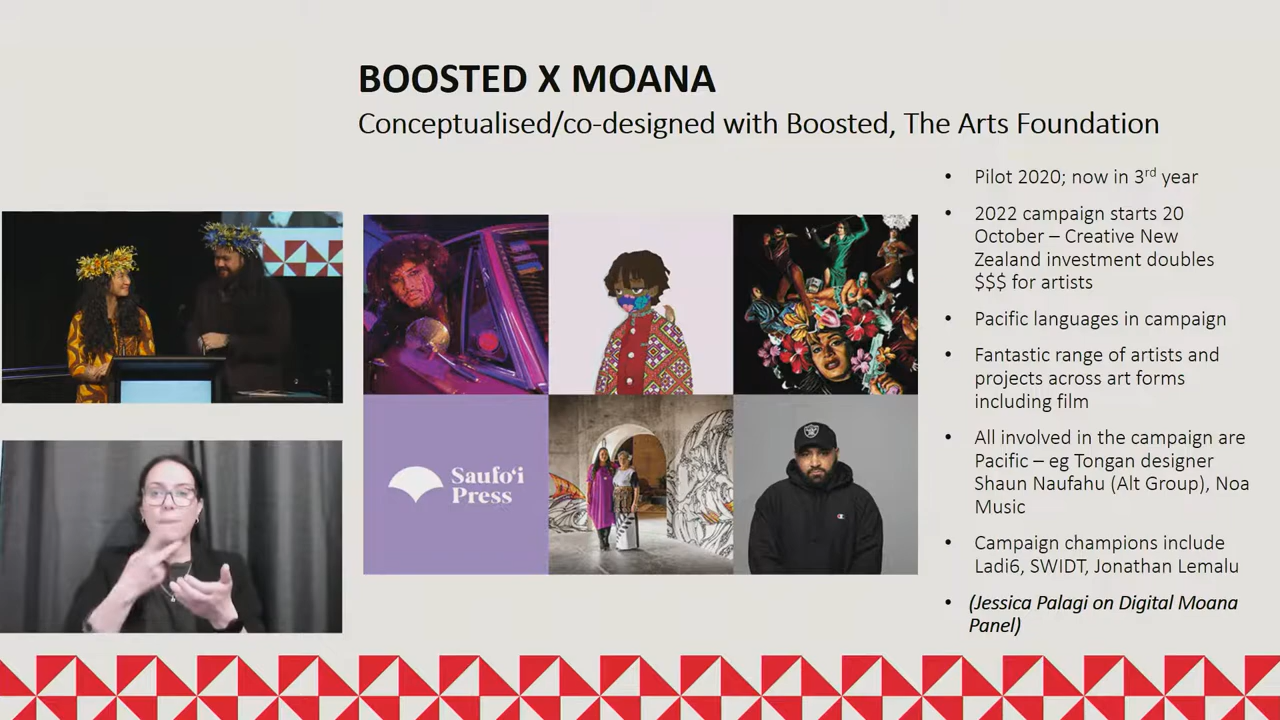 BOOSTED X MOANA
Conceptualised/co-designed with Boosted, The Arts Foundation
• Pilot 2020; now in 3rd year
• 2022 campaign starts 20
October – Creative New
Zealand investment doubles
$$$ for artists
• Pacific languages in campaign
• Fantastic range of artists and
projects across art forms
including film
• All involved in the campaign are
Pacific – eg Tongan designer
Shaun Naufahu (Alt Group), Noa
Music
• Campaign champions include
Ladi6, SWIDT, Jonathan Lemalu
• (Jessica Palagi on Digital Moana
Panel)
Saufoʻi
Press